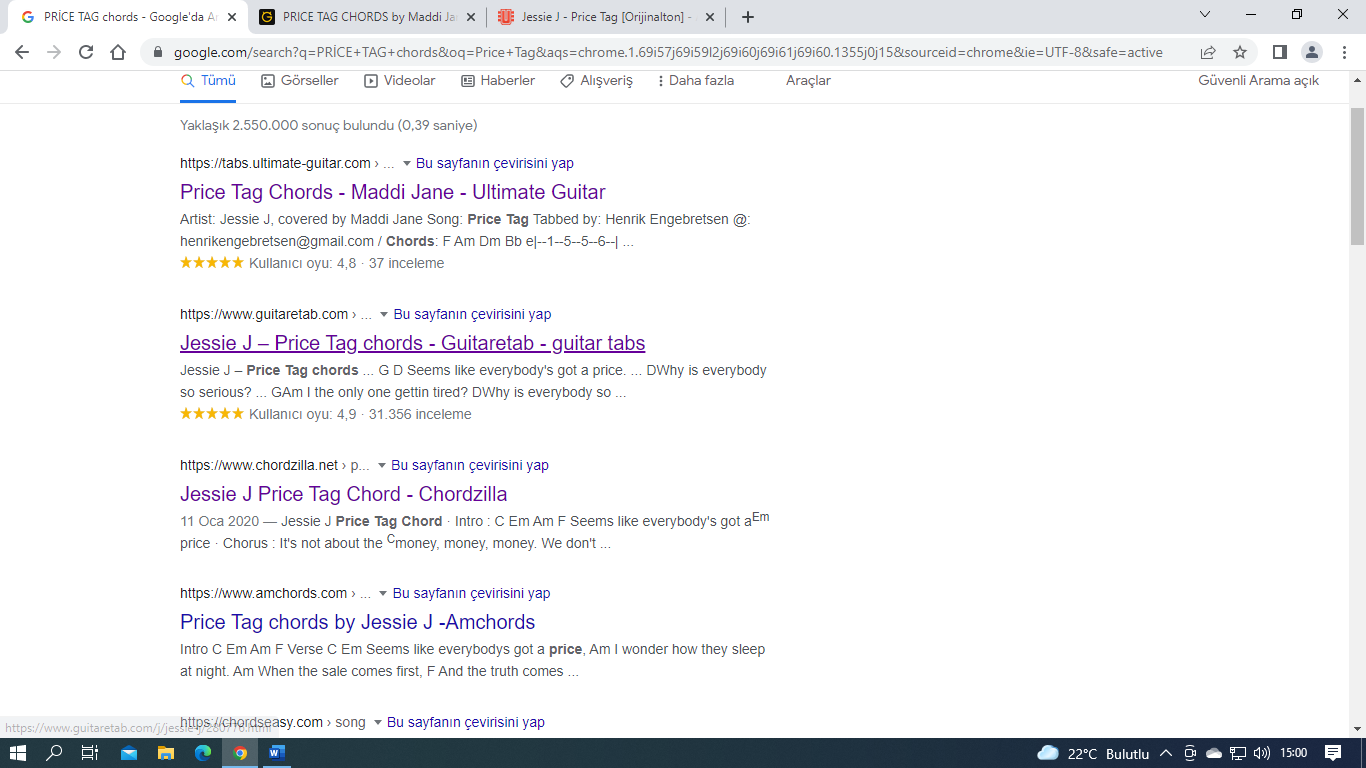 PRİCE TAG chords - Google'da Ar
PRICE TAG CHORDS by Maddi Ja
Jessie J - Price Tag [Orijinalton] -
google.com/search?q=PRİCE+TAG+chords&oq=Price+Tag&aqs=chrome.1.69i57j69i59l2j69i60j69i61j69i60.1355j0j15&sourceid=chrome&ie=UTF-8&safe=active
Tümü Görseller Videolar Haberler Alışveriş Daha fazla Araçlar Güvenli Arama açık
Yaklaşık 2.550.000 sonuç bulundu (0,39 saniye)
https://tabs.ultimate-guitar.com › ... Bu sayfanın çevirisini yap
Price Tag Chords - Maddi Jane - Ultimate Guitar
Artist: Jessie J, covered by Maddi Jane Song: Price Tag Tabbed by: Henrik Engebretsen @:
henrikengebretsen@gmail.com / Chords: F Am Dm Bb e|--1--5--5--6--| ...
★★★★★ Kullanıcı oyu: 4,8 · 37 inceleme
https://www.guitaretab.com › ... Bu sayfanın çevirisini yap
Jessie J – Price Tag chords - Guitaretab - guitar tabs
Jessie J – Price Tag chords ... G D Seems like everybody's got a price. ... DWhy is everybody
so serious? ... GAm I the only one gettin tired? DWhy is everybody so ...
★★★★★ Kullanıcı oyu: 4,9 · 31.356 inceleme
https://www.chordzilla.net › p... Bu sayfanın çevirisini yap
Jessie J Price Tag Chord - Chordzilla
11 Oca 2020 — Jessie J Price Tag Chord · Intro : C Em Am F Seems like everybody's got aEm
price · Chorus : It's not about the Cmoney, money, money. We don't ...
https://www.amchords.com › ... Bu sayfanın çevirisini yap
Price Tag chords by Jessie J -Amchords
Intro C Em Am F Verse C Em Seems like everybodys got a price, Am I wonder how they sleep
at night. Am When the sale comes first, F And the truth comes ...
https://chordseasy.com › song Bu sayfanın çevirisini yap
https://www.guitaretab.com/j/jessie-j/280770.html
22°C Bulutlu 15:00